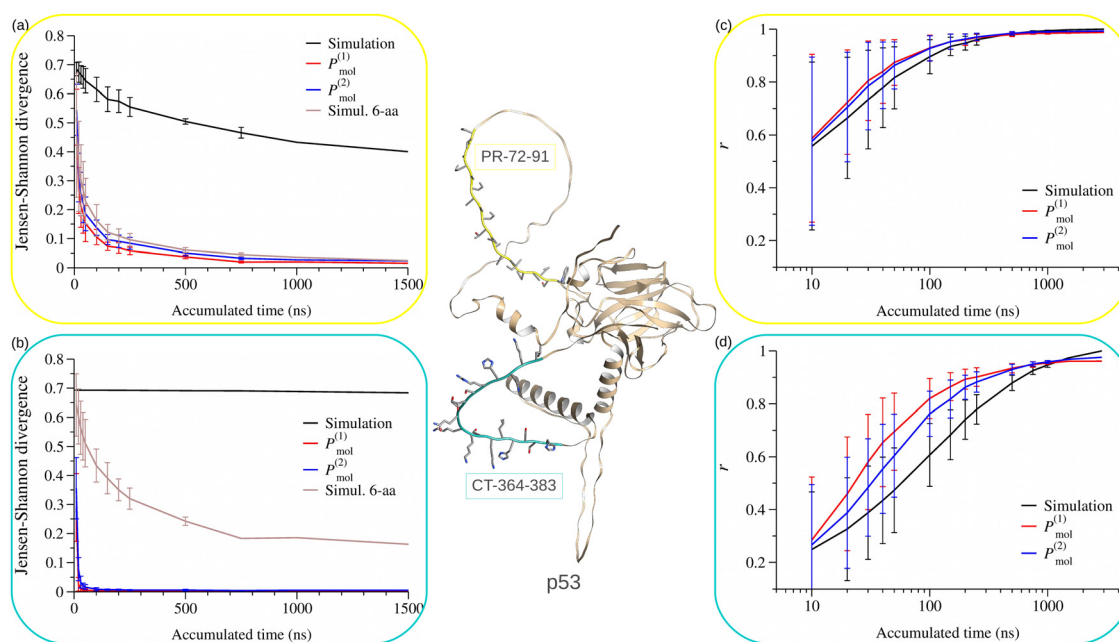 (a)
0.8
0.7
0.6
0.5
0.4
0.3
0.2
0.1
0
Jensen-Shannon divergence
Simulation
P(1)mol
P(2)mol
Simul. 6-aa
0 500 1000 1500
Accumulated time (ns)
(b)
0.8
0.7
0.6
0.5
0.4
0.3
0.2
0.1
0
Jensen-Shannon divergence
Simulation
P(1)mol
P(2)mol
Simul. 6-aa
0 500 1000 1500
Accumulated time (ns)
PR-72-91
CT-364-383
p53
(c)
1
0.8
0.6
0.4
0.2
r
Simulation
P(1)mol
P(2)mol
10 100 1000
Accumulated time (ns)
(d)
1
0.8
0.6
0.4
0.2
r
Simulation
P(1)mol
P(2)mol
10 100 1000
Accumulated time (ns)